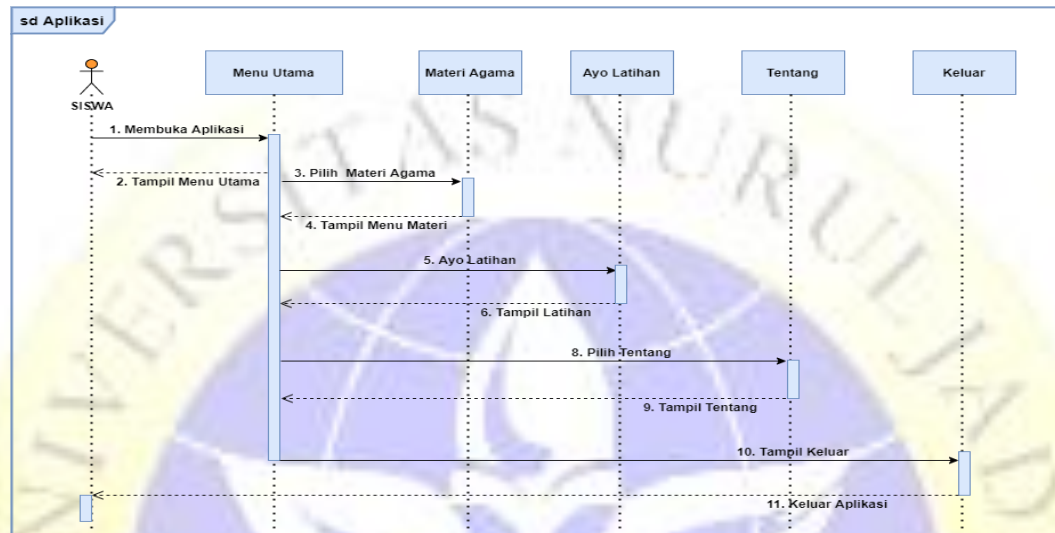 sd Aplikasi
SISWA
Menu Utama
Materi Agama
Ayo Latihan
Tentang
Keluar
1. Membuka Aplikasi
2. Tampil Menu Utama
3. Pilih Materi Agama
4. Tampil Menu Materi
5. Ayo Latihan
6. Tampil Latihan
8. Pilih Tentang
9. Tampil Tentang
10. Tampil Keluar
11. Keluar Aplikasi